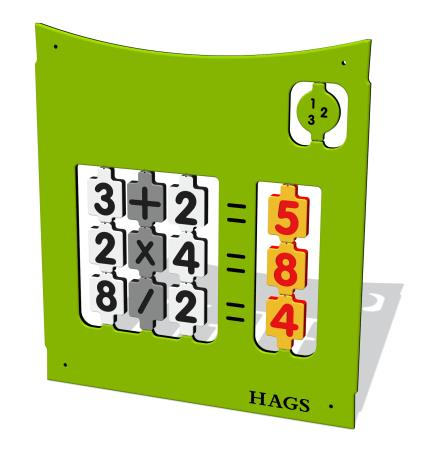 1 2
3
3 + 2 = 5
2 x 4 = 8
8 / 2 = 4
HAGS